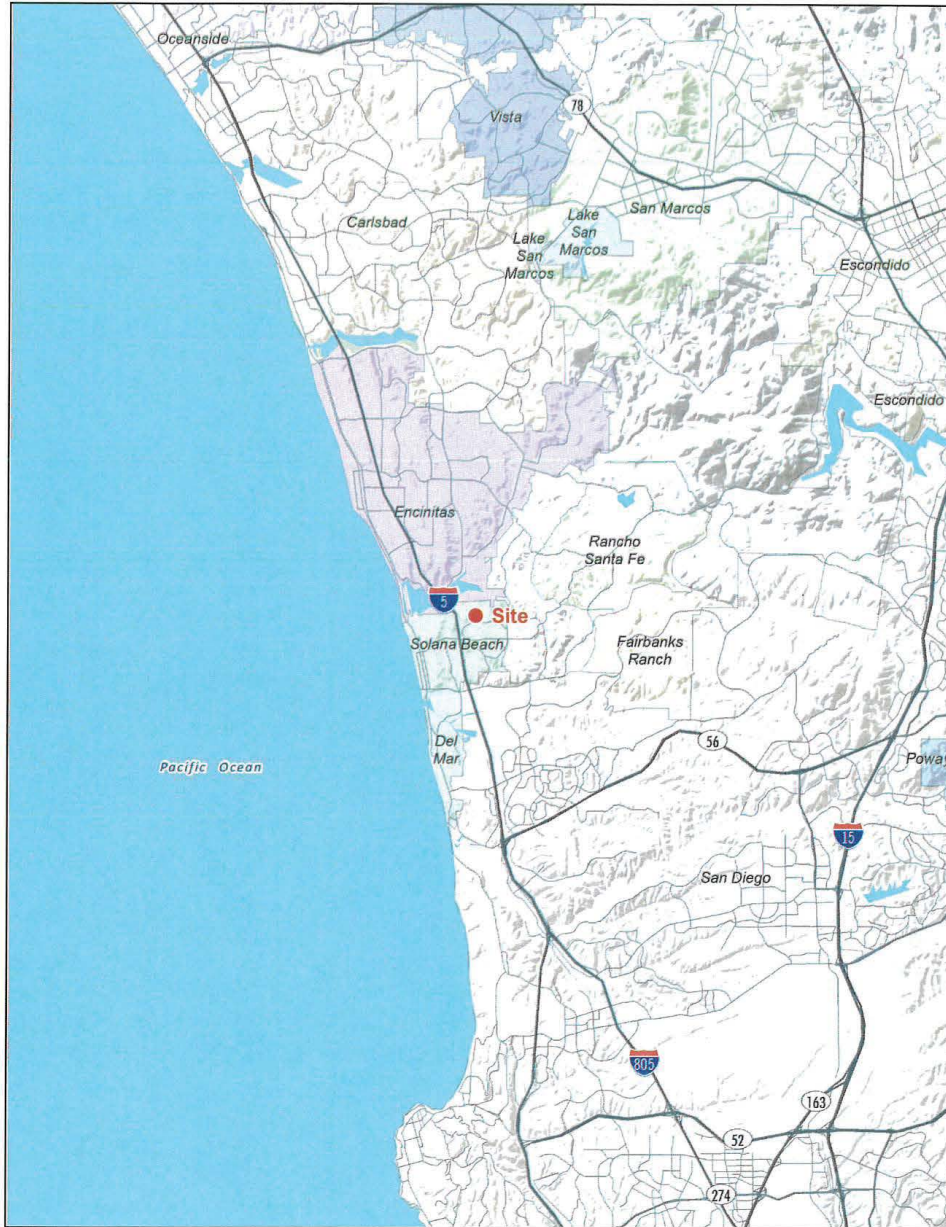 Oceanside
78
Vista
Carlsbad
San Marcos
Lake
San
Marcos
Lake
San
Marcos
Escondido
Escondido
Encinitas
Rancho
Santa Fe
5
Site
Solana Beach
Fairbanks
Ranch
Del
Mar
56
Pacific Ocean
Poway
15
San Diego
805
163
52
274